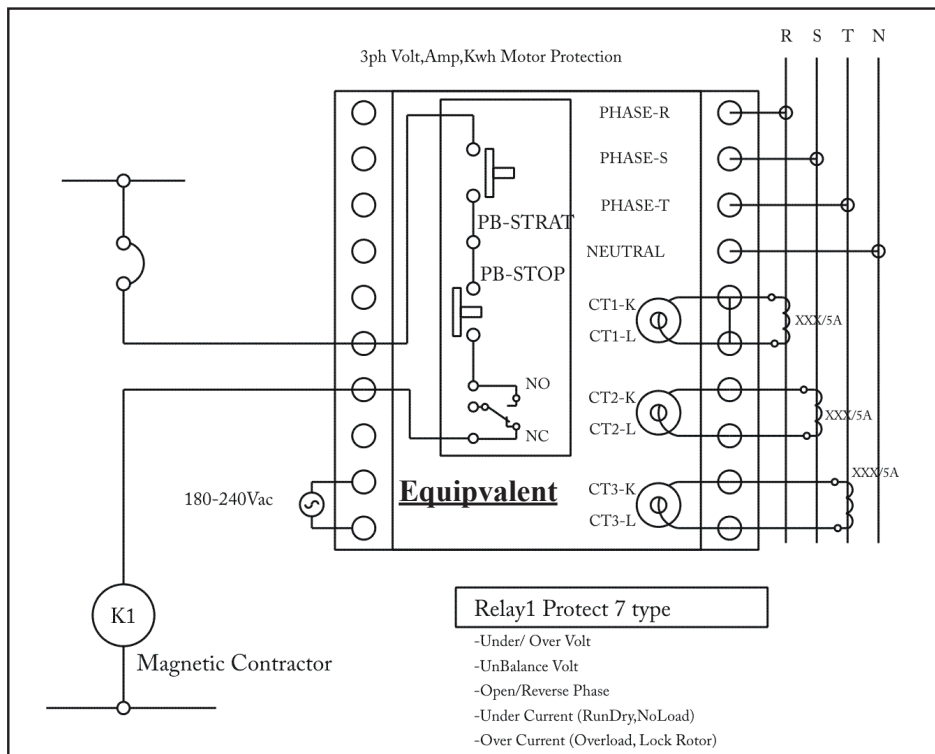 R S T N
3ph Volt,Amp,Kwh Motor Protection
PHASE-R
PHASE-S
PHASE-T
PB-STRAT
NEUTRAL
PB-STOP
CT1-K
XXX/5A
CT1-L
NO
CT2-K
XXX/5A
CT2-L
NC
XXX/5A
180-240Vac
Equipvalent
CT3-K
CT3-L
K1
Magnetic Contractor
Relay1 Protect 7 type
-Under/ Over Volt
-UnBalance Volt
-Open/Reverse Phase
-Under Current (RunDry,NoLoad)
-Over Current (Overload, Lock Rotor)